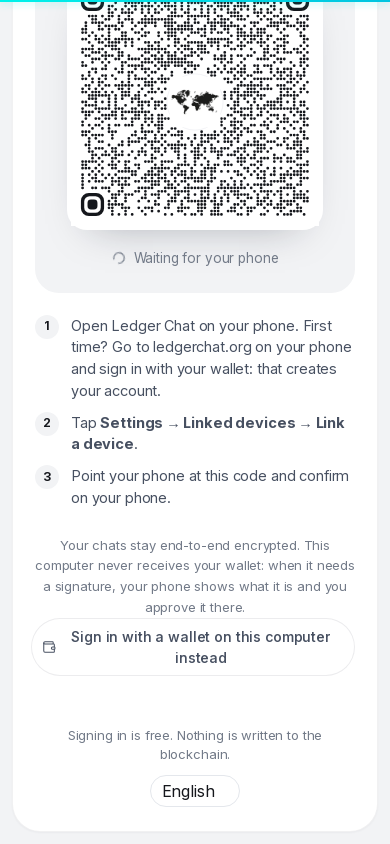 Waiting for your phone
1
Open Ledger Chat on your phone. First
time? Go to ledgerchat.org on your phone
and sign in with your wallet: that creates
your account.
2
Tap Settings → Linked devices → Link
a device.
3
Point your phone at this code and confirm
on your phone.
Your chats stay end-to-end encrypted. This
computer never receives your wallet: when it needs
a signature, your phone shows what it is and you
approve it there.
Sign in with a wallet on this computer
instead
Signing in is free. Nothing is written to the
blockchain.
English